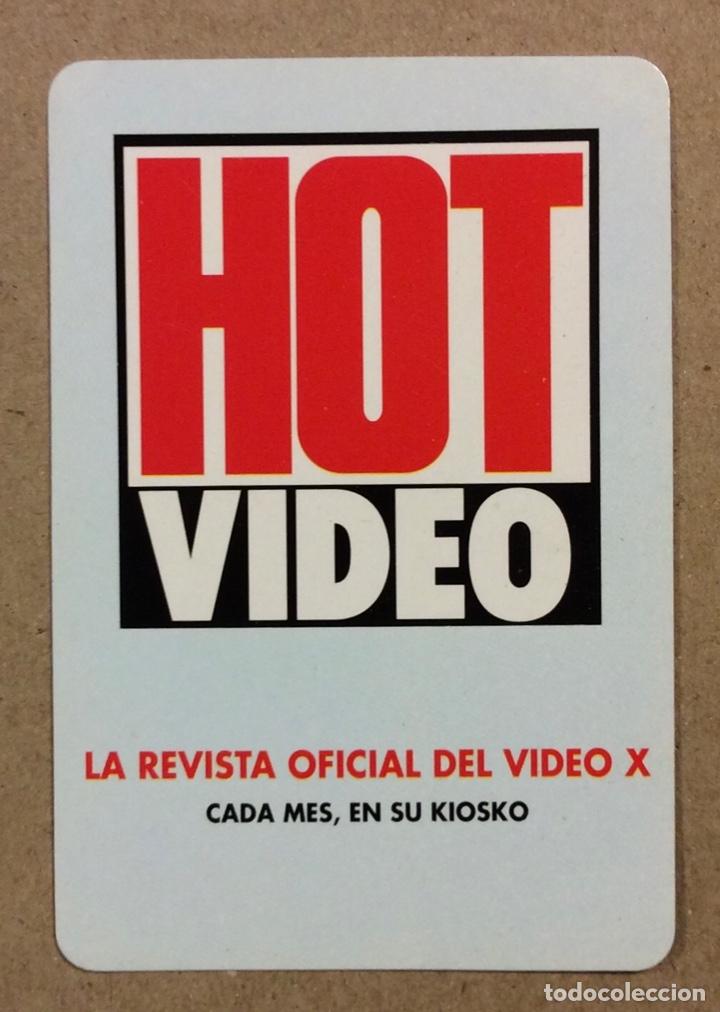 HOT
VIDEO
LA REVISTA OFICIAL DEL VIDEO X
CADA MES, EN SU KIOSKO
todocoleccion